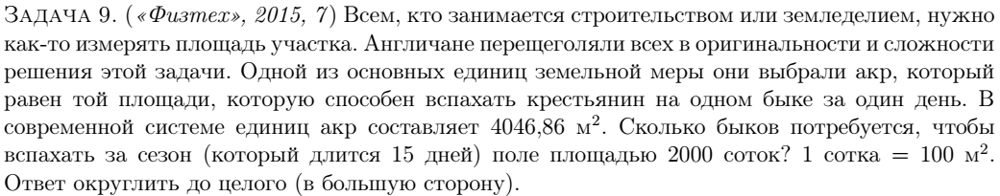 Задача 9. («Физтех», 2015, 7) Всем, кто занимается строительством или земледелием, нужно
как-то измерять площадь участка. Англичане перещеголяли всех в оригинальности и сложности
решения этой задачи. Одной из основных единиц земельной меры они выбрали акр, который
равен той площади, которую способен вспахать крестьянин на одном быке за один день. В
современной системе единиц акр составляет 4046,86 м². Сколько быков потребуется, чтобы
вспахать за сезон (который длится 15 дней) поле площадью 2000 соток? 1 сотка = 100 м².
Ответ округлить до целого (в большую сторону).